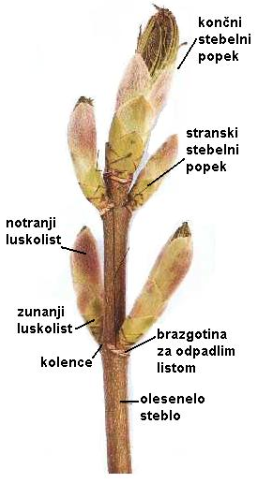 končni
stebelni
popek
stranski
stebelni
popek
notranji
luskolist
zunanji
luskolist
kolence
brazgotina
za odpadlim
listom
olesenelo
steblo